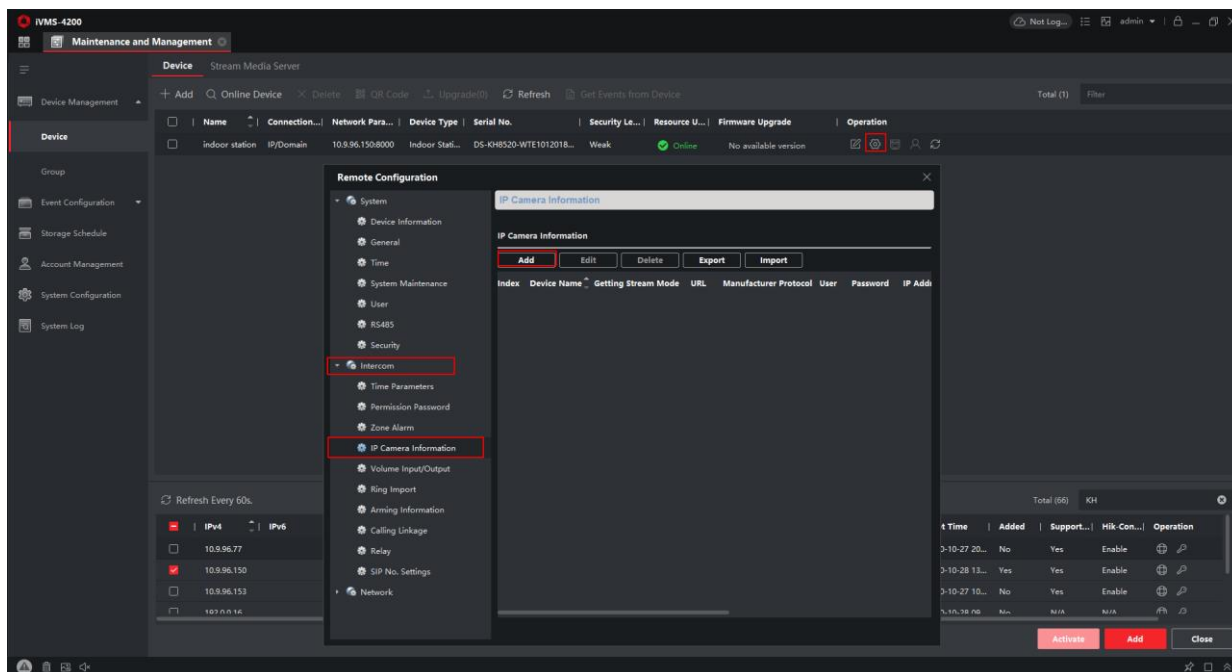 iVMS-4200
Not Log...
admin
Maintenance and Management
Device Stream Media Server
Device Management
Device
Group
Event Configuration
Storage Schedule
Account Management
System Configuration
System Log
+ Add Online Device Delete QR Code Upgrade(0) Refresh Get Events from Device Total (1) Filter
Name Connection... Network Para... Device Type Serial No. Security Le... Resource U... Firmware Upgrade Operation
indoor station IP/Domain 10.9.96.150:8000 Indoor Stati... DS-KH8520-WTE1012018... Weak Online No available version
Remote Configuration
System
Device Information
General
Time
System Maintenance
User
RS485
Security
Intercom
Time Parameters
Permission Password
Zone Alarm
IP Camera Information
Volume Input/Output
Ring Import
Arming Information
Calling Linkage
Relay
SIP No. Settings
Network
IP Camera Information
IP Camera Information
Add Edit Delete Export Import
Index Device Name Getting Stream Mode URL Manufacturer Protocol User Password
Refresh Every 60s. Total (66) KH
IPv4 IPv6 Added Support... Hik-Con... Operation
10.9.96.77 No Yes Enable
10.9.96.150 Yes Yes Enable
10.9.96.153 No Yes Enable
Activate Add Close